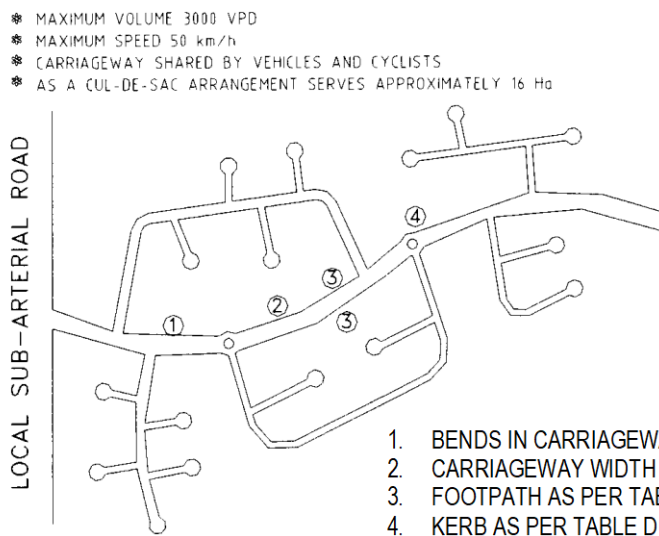 * MAXIMUM VOLUME 3000 VPD
* MAXIMUM SPEED 50 km/h
* CARRIAGEWAY SHARED BY VEHICLES AND CYCLISTS
* AS A CUL-DE-SAC ARRANGEMENT SERVES APPROXIMATELY 16 Ha
LOCAL SUB-ARTERIAL ROAD
4
3
2
1
3
1. BENDS IN CARRIAGEWA
2. CARRIAGEWAY WIDTH
3. FOOTPATH AS PER TAB
4. KERB AS PER TABLE D